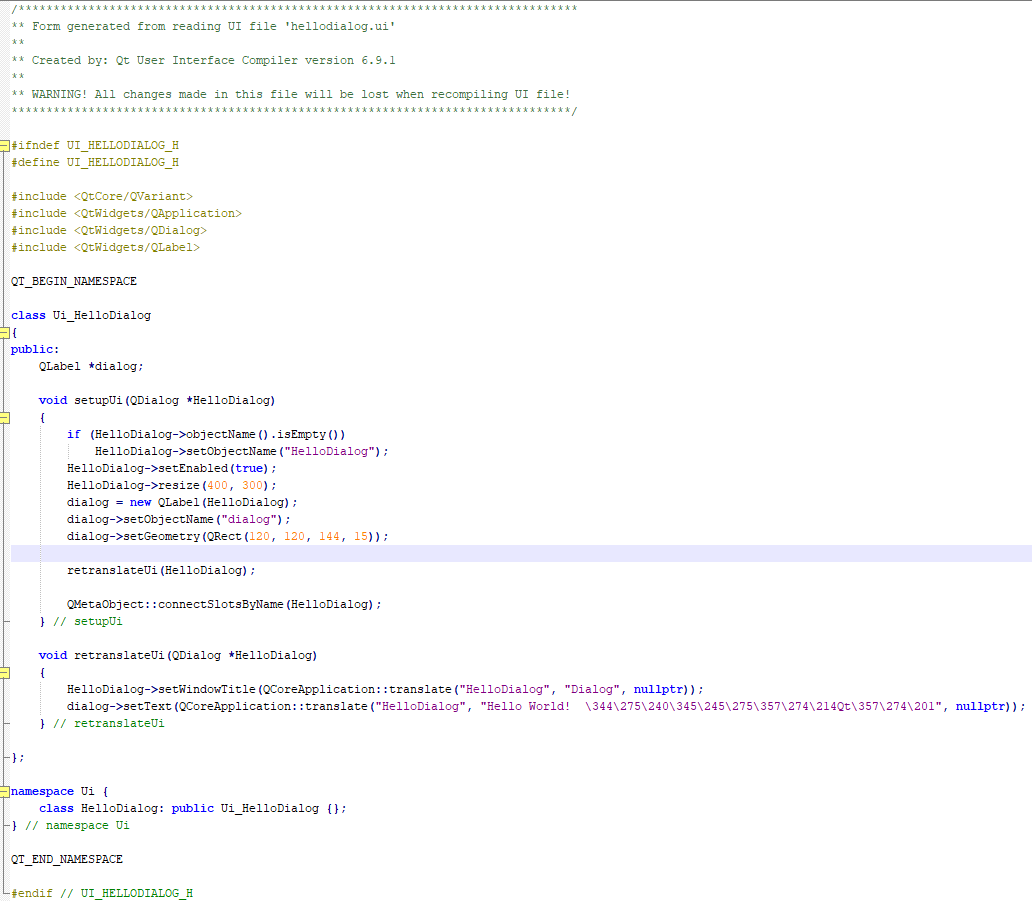 /********************************************************************************
** Form generated from reading UI file 'hellodialog.ui'
**
** Created by: Qt User Interface Compiler version 6.9.1
**
** WARNING! All changes made in this file will be lost when recompiling UI file!
********************************************************************************/
#ifndef UI_HELLODIALOG_H
#define UI_HELLODIALOG_H
#include <QtCore/QVariant>
#include <QtWidgets/QApplication>
#include <QtWidgets/QDialog>
#include <QtWidgets/QLabel>
QT_BEGIN_NAMESPACE
class Ui_HelloDialog
{
public:
    QLabel *dialog;
    void setupUi(QDialog *HelloDialog)
    {
        if (HelloDialog->objectName().isEmpty())
            HelloDialog->setObjectName("HelloDialog");
        HelloDialog->setEnabled(true);
        HelloDialog->resize(400, 300);
        dialog = new QLabel(HelloDialog);
        dialog->setObjectName("dialog");
        dialog->setGeometry(QRect(120, 120, 144, 15));
        retranslateUi(HelloDialog);
        QMetaObject::connectSlotsByName(HelloDialog);
    } // setupUi
    void retranslateUi(QDialog *HelloDialog)
    {
        HelloDialog->setWindowTitle(QCoreApplication::translate("HelloDialog", "Dialog", nullptr));
        dialog->setText(QCoreApplication::translate("HelloDialog", "Hello World!  \344\275\240\345\245\275\357\274\214Qt\357\274\201", nullptr));
    } // retranslateUi
};
namespace Ui {
    class HelloDialog: public Ui_HelloDialog {};
} // namespace Ui
QT_END_NAMESPACE
#endif // UI_HELLODIALOG_H